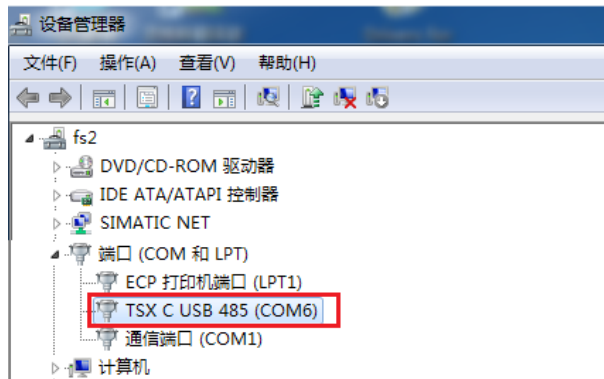 设备管理器
文件(F) 操作(A) 查看(V) 帮助(H)
fs2
DVD/CD-ROM 驱动器
IDE ATA/ATAPI 控制器
SIMATIC NET
端口 (COM 和 LPT)
ECP 打印机端口 (LPT1)
TSX C USB 485 (COM6)
通信端口 (COM1)
计算机